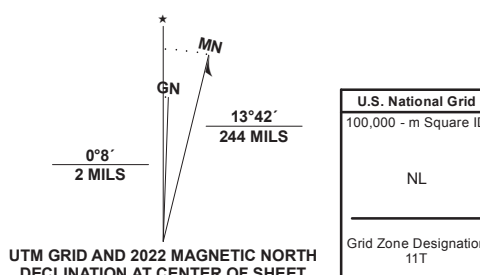 ★
MN
GN
13°42´
244 MILS
0°8´
2 MILS
UTM GRID AND 2022 MAGNETIC NORTH
DECLINATION AT CENTER OF SHEET
U.S. National Grid
100,000 - m Square ID
NL
Grid Zone Designation
11T